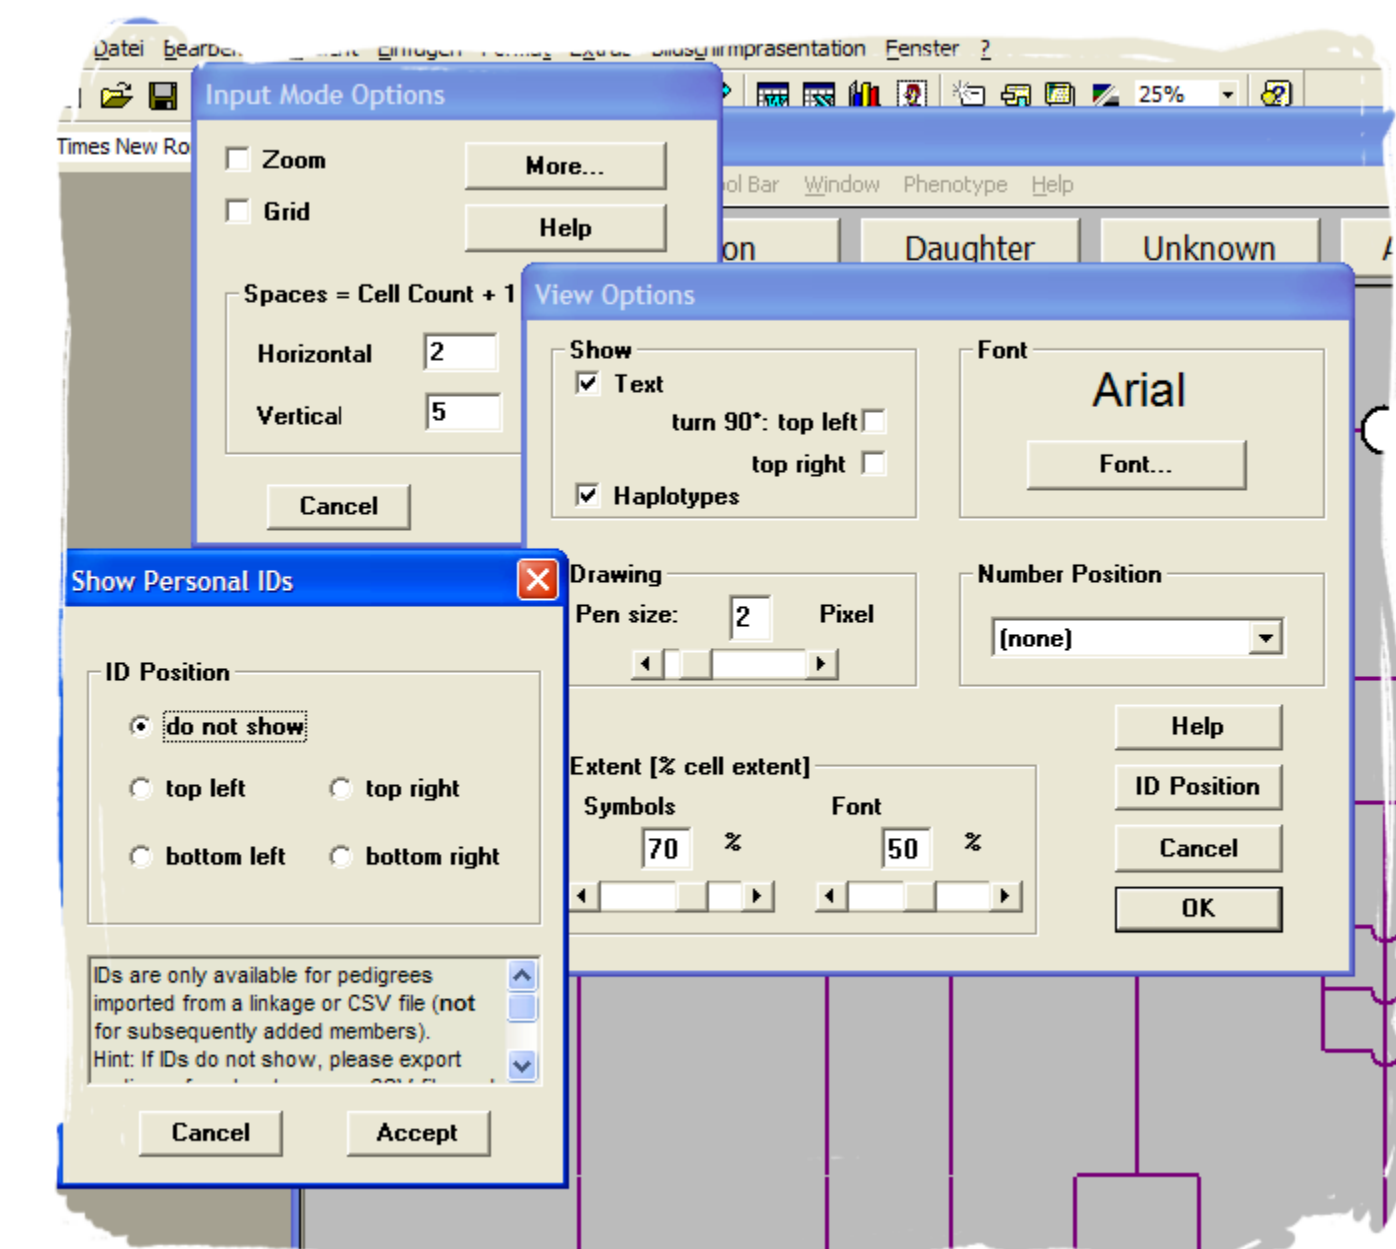 Datei
Extras Bildschirmpräsentation Fenster ?
25%
Times New Ro
Input Mode Options
Zoom
More...
Grid
Help
Spaces = Cell Count + 1
Horizontal 2
Vertical 5
Cancel
ol Bar Window Phenotype Help
on Daughter Unknown A
View Options
Show
Text
turn 90°: top left
top right
Haplotypes
Font
Arial
Font...
Drawing
Pen size: 2 Pixel
Number Position
(none)
Extent [% cell extent]
Symbols Font
70 % 50 %
Help
ID Position
Cancel
OK
Show Personal IDs
ID Position
do not show
top left top right
bottom left bottom right
IDs are only available for pedigrees
imported from a linkage or CSV file (not
for subsequently added members).
Hint: If IDs do not show, please export
Cancel Accept